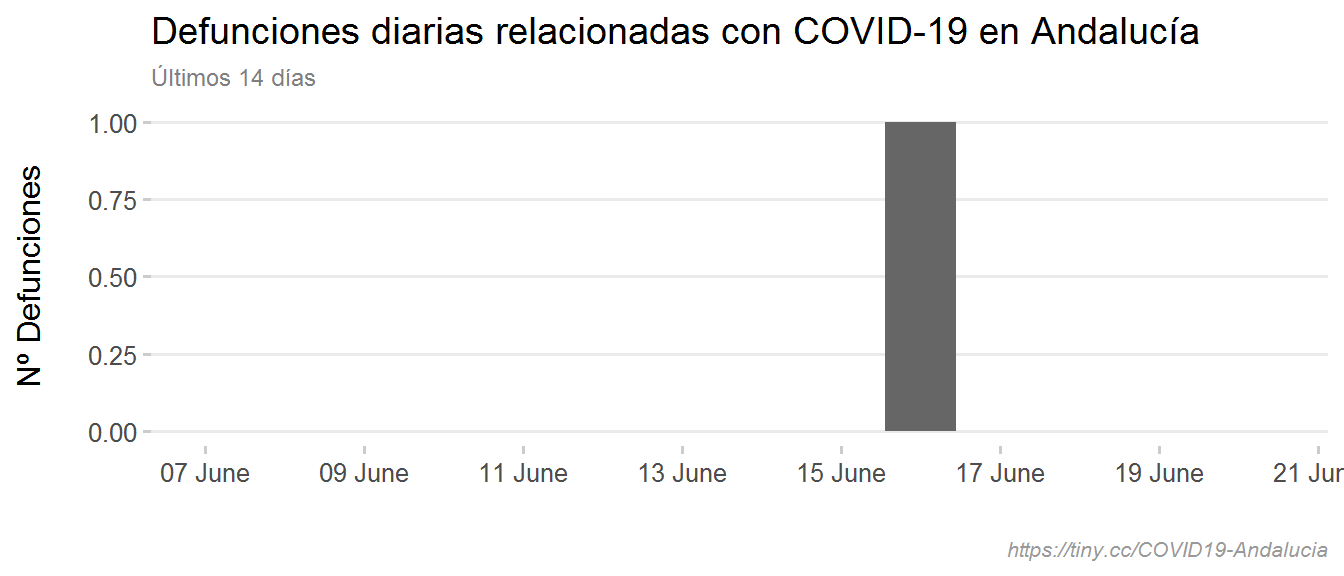 Defunciones diarias relacionadas con COVID-19 en Andalucía
Últimos 14 días
Nº Defunciones
1.00
0.75
0.50
0.25
0.00
07 June 09 June 11 June 13 June 15 June 17 June 19 June 21 Jun
https://tiny.cc/COVID19-Andalucia